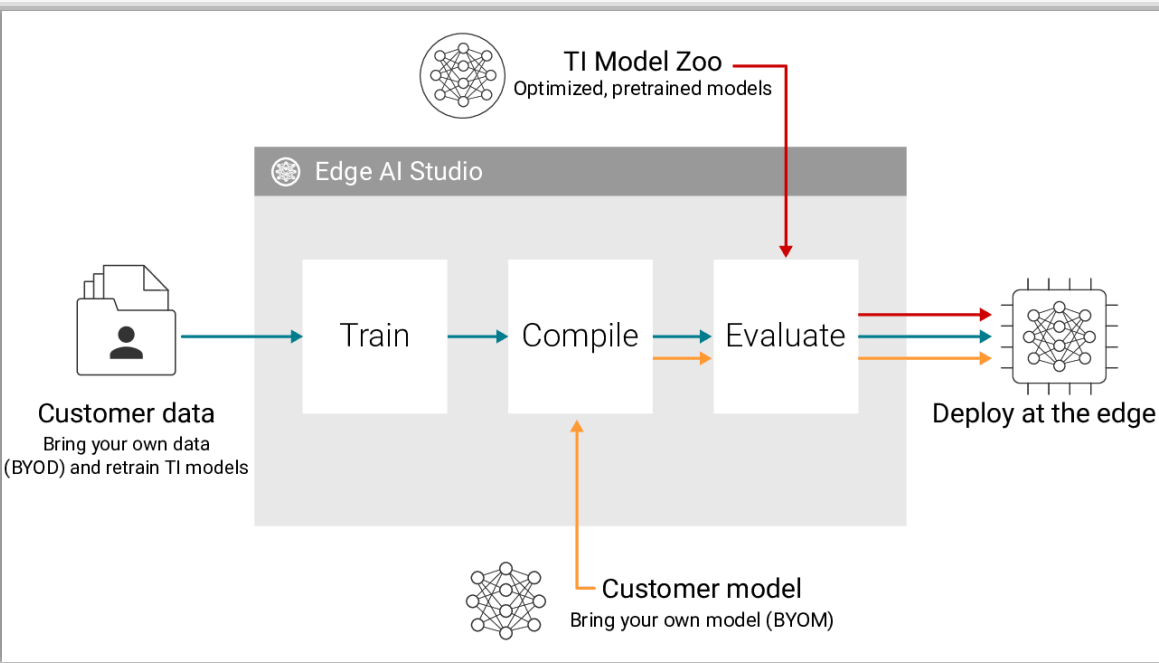 TI Model Zoo
Optimized, pretrained models
Edge AI Studio
Train
Compile
Evaluate
Customer data
Bring your own data
(BYOD) and retrain TI models
Deploy at the edge
Customer model
Bring your own model (BYOM)